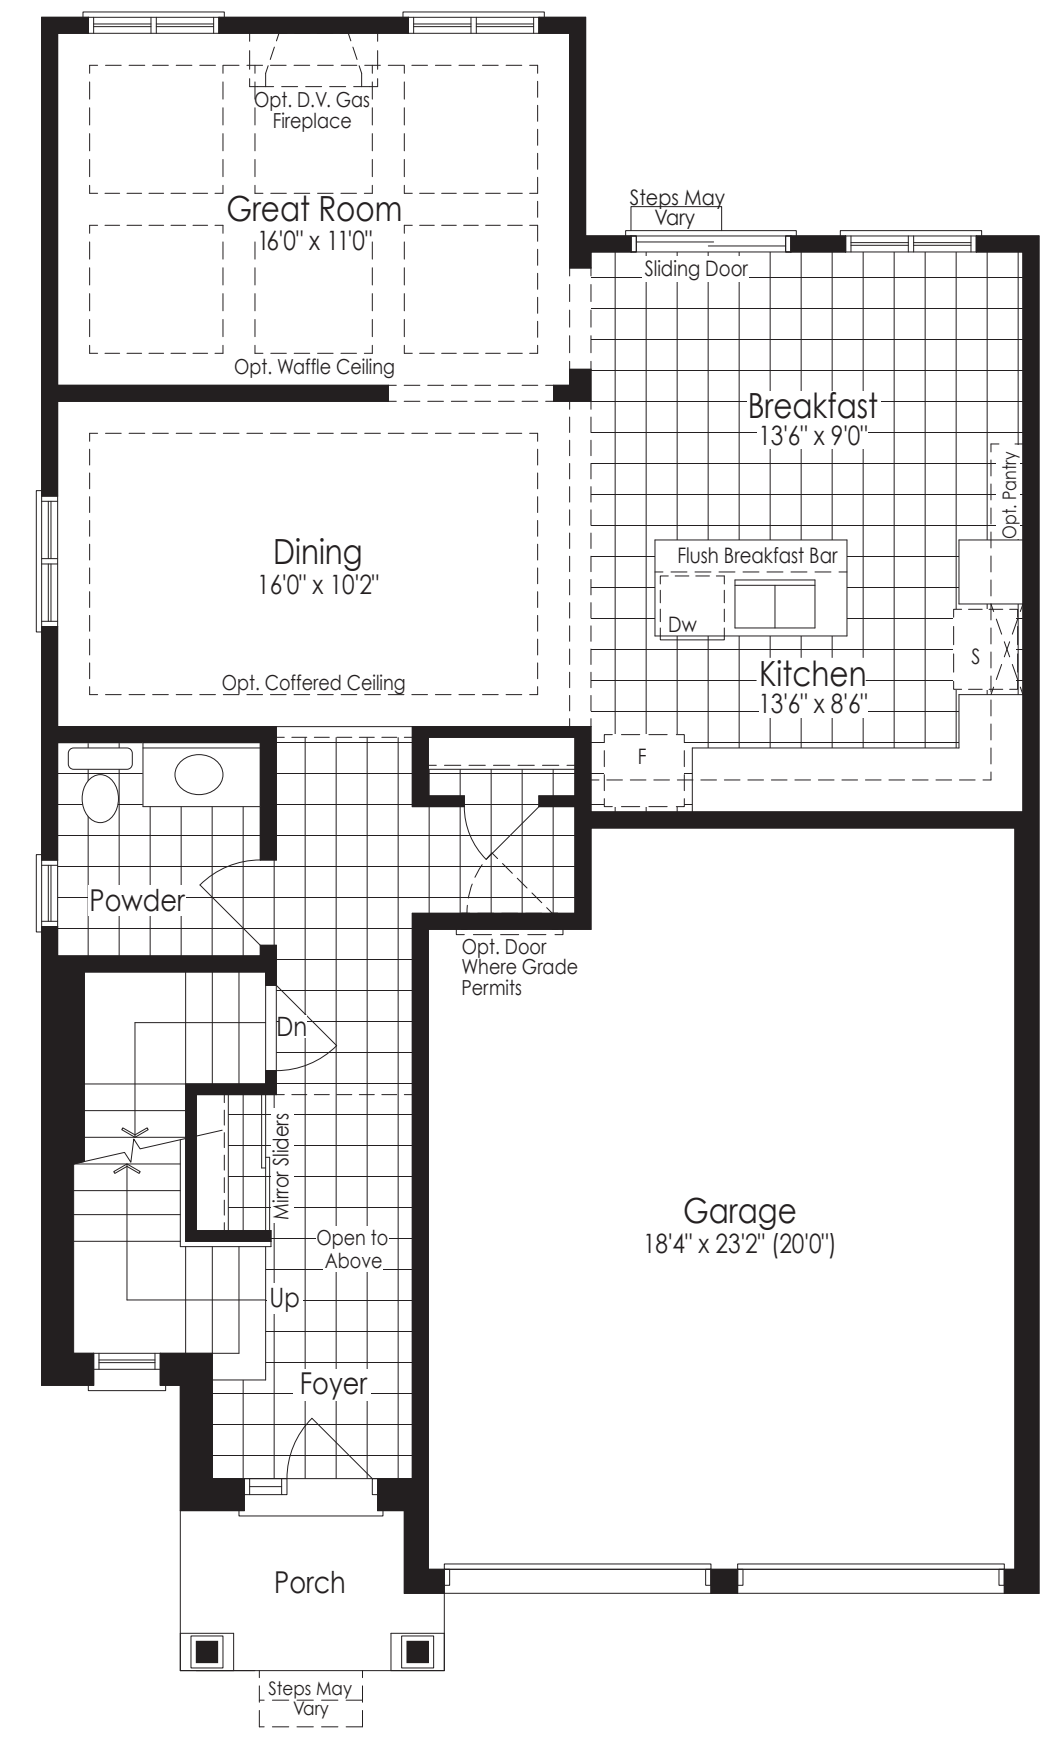 Opt. D.V. Gas
Fireplace
Great Room
16'0" x 11'0"
Opt. Waffle Ceiling
Steps May
Vary
Sliding Door
Breakfast
13'6" x 9'0"
Opt. Pantry
Dining
16'0" x 10'2"
Opt. Coffered Ceiling
Flush Breakfast Bar
Dw
S
Kitchen
13'6" x 8'6"
F
Powder
Opt. Door
Where Grade
Permits
Dn
Mirror Sliders
Open to
Above
Up
Garage
18'4" x 23'2" (20'0")
Foyer
Porch
Steps May
Vary